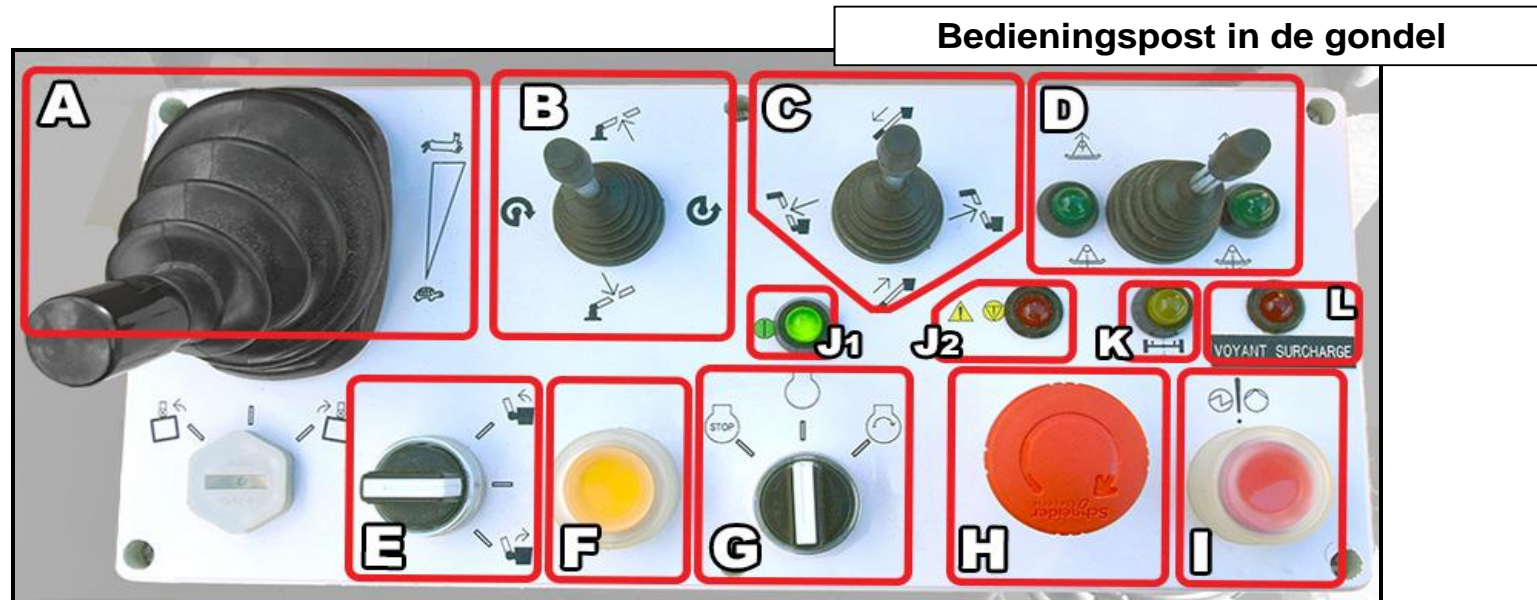 Bedieningspost in de gondel
A
B
C
D
J1
J2
K
L
VOYANT SURCHARGE
STOP
E
F
G
H
Schneider
I